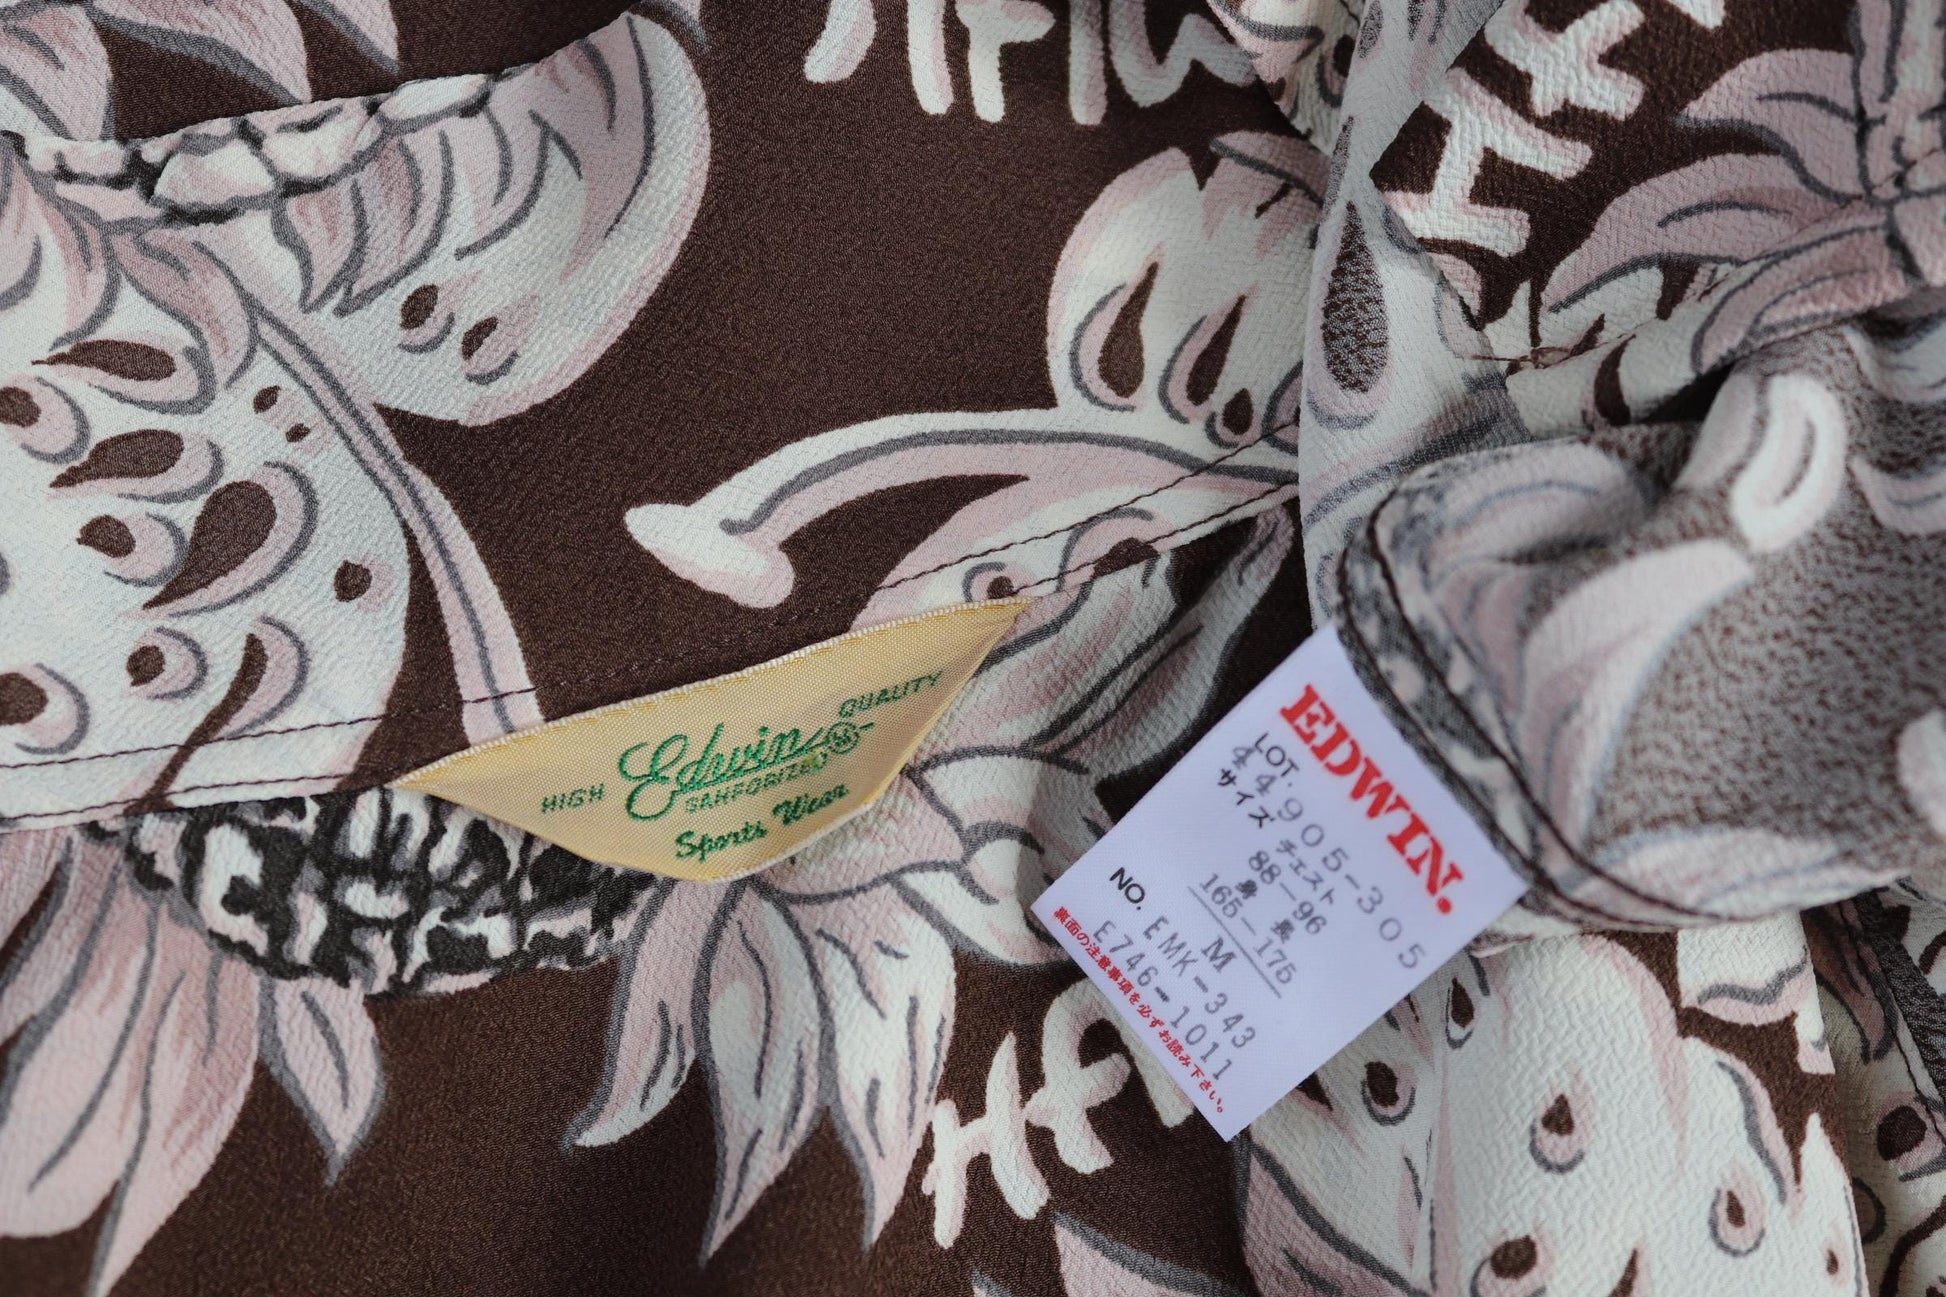 HIGH Edwin QUALITY
SANFORIZED
Sports Wear
EDWIN.
LOT.
44905-305
サイズ チェスト
88-96
身長
165-175
M
NO. EMK-343
E746-1011
裏面の注意事項を必ずお読み下さい。